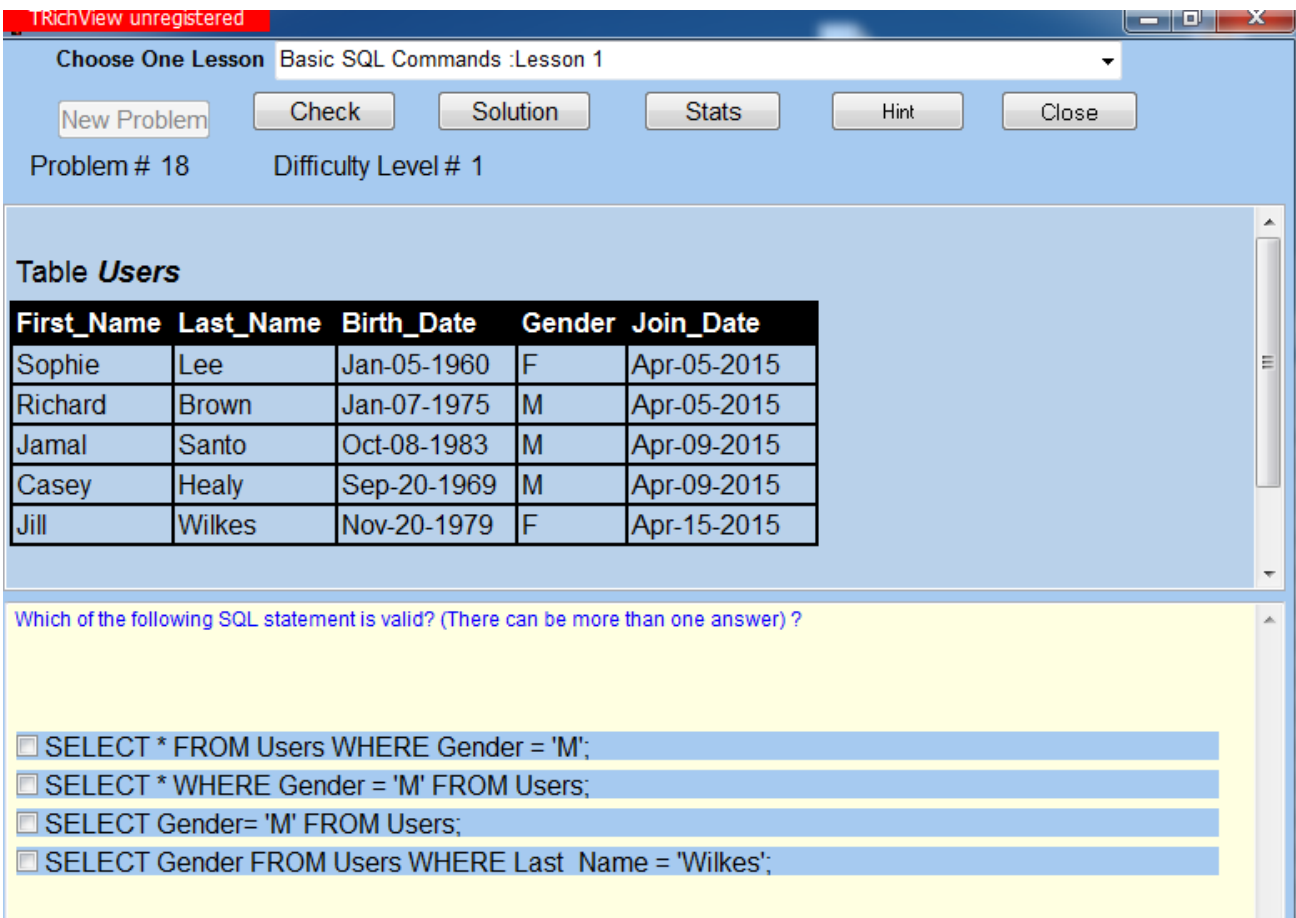 TRichView unregistered
Choose One Lesson Basic SQL Commands :Lesson 1
New Problem Check Solution Stats Hint Close
Problem # 18 Difficulty Level # 1
Table Users
First_Name Last_Name Birth_Date Gender Join_Date
Sophie Lee Jan-05-1960 F Apr-05-2015
Richard Brown Jan-07-1975 M Apr-05-2015
Jamal Santo Oct-08-1983 M Apr-09-2015
Casey Healy Sep-20-1969 M Apr-09-2015
Jill Wilkes Nov-20-1979 F Apr-15-2015
Which of the following SQL statement is valid? (There can be more than one answer) ?
SELECT * FROM Users WHERE Gender = 'M';
SELECT * WHERE Gender = 'M' FROM Users;
SELECT Gender= 'M' FROM Users;
SELECT Gender FROM Users WHERE Last_Name = 'Wilkes';